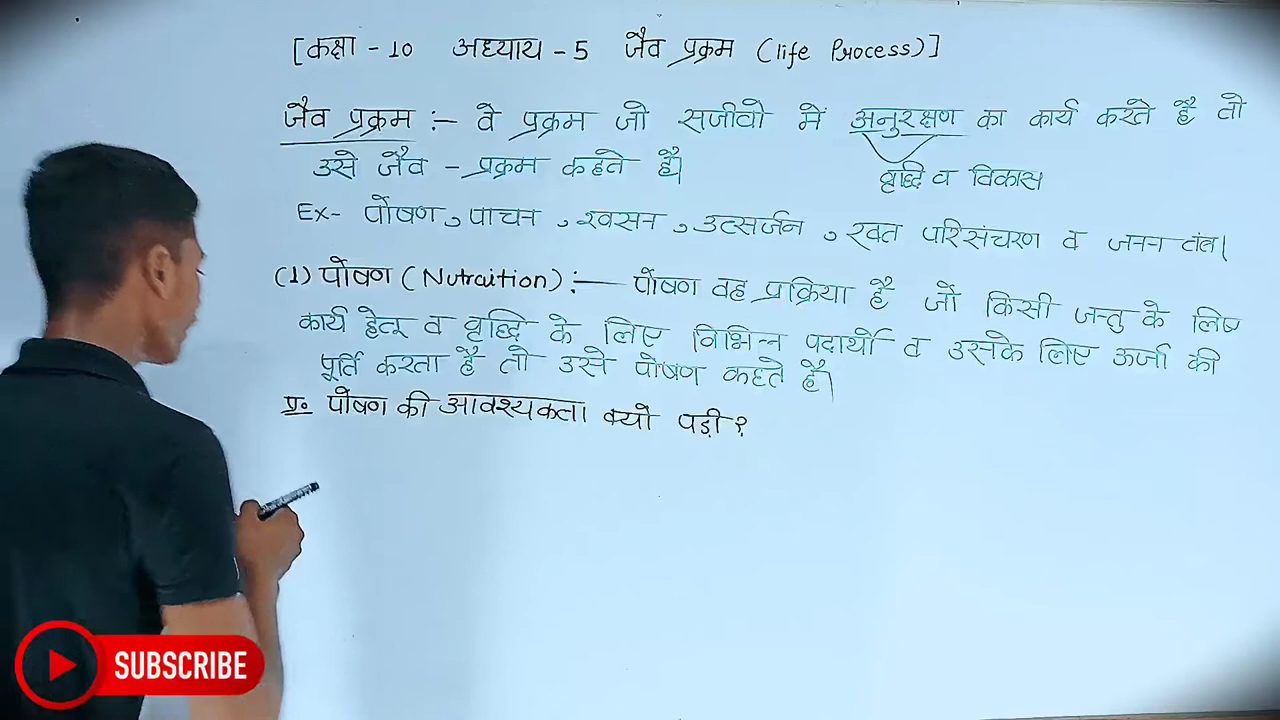 [कक्षा - 10 अध्याय - 5 जैव प्रक्रम (life Process)]
जैव प्रक्रम :- वे प्रक्रम जो सजीवो में अनुरक्षण का कार्य करते है तो
उसे जैव - प्रक्रम कहते है।
वृद्धि व विकास
Ex- पोषण, पाचन, श्वसन, उत्सर्जन, रक्त परिसंचरण व जनन तंत्र।
(1) पोषण (Nutrcition) :- पोषण वह प्रक्रिया है जो किसी जन्तु के लिए
कार्य हेतू व वृद्धि के लिए विभिन्न पदार्थो व उसके लिए ऊर्जा की
पूर्ति करता है तो उसे पोषण कहते है।
प्र॰ पोषण की आवश्यकता क्यो पड़ी?
SUBSCRIBE